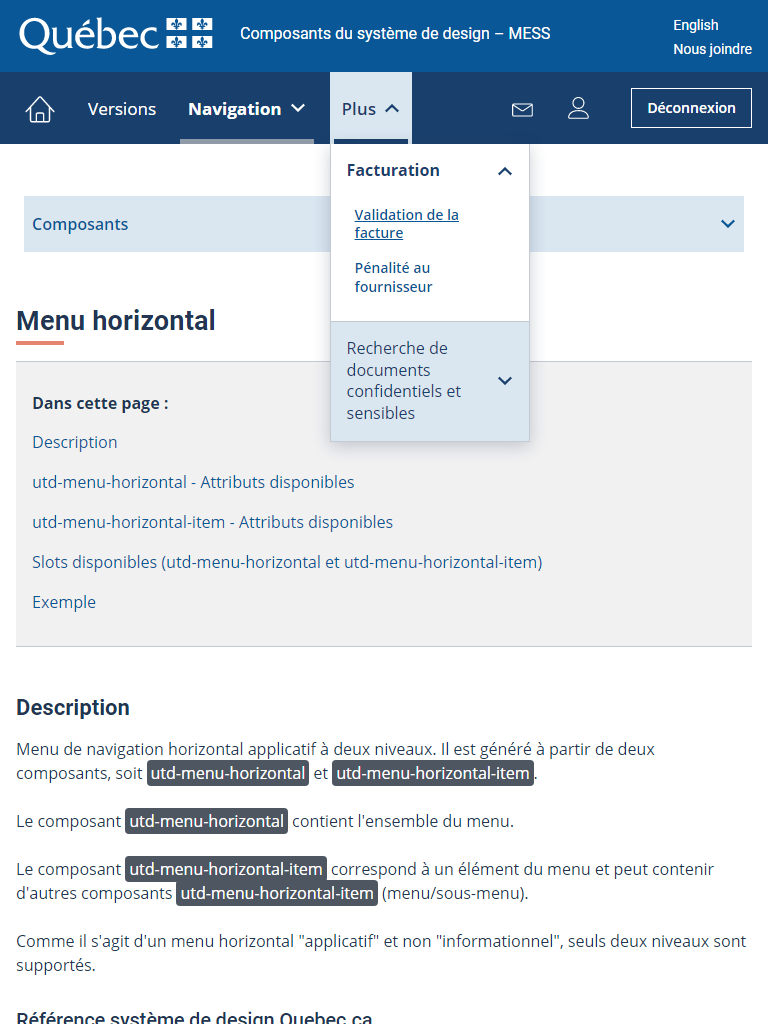 Québec
Composants du système de design – MESS
English
Nous joindre
Versions
Navigation
Plus
Déconnexion
Facturation
Validation de la
facture
Pénalité au
fournisseur
Recherche de
documents
confidentiels et
sensibles
Composants
Menu horizontal
Dans cette page :
Description
utd-menu-horizontal - Attributs disponibles
utd-menu-horizontal-item - Attributs disponibles
Slots disponibles (utd-menu-horizontal et utd-menu-horizontal-item)
Exemple
Description
Menu de navigation horizontal applicatif à deux niveaux. Il est généré à partir de deux
composants, soit utd-menu-horizontal et utd-menu-horizontal-item.
Le composant utd-menu-horizontal contient l'ensemble du menu.
Le composant utd-menu-horizontal-item correspond à un élément du menu et peut contenir
d'autres composants utd-menu-horizontal-item (menu/sous-menu).
Comme il s'agit d'un menu horizontal "applicatif" et non "informationnel", seuls deux niveaux sont
supportés.
Référence système de design Quebec.ca